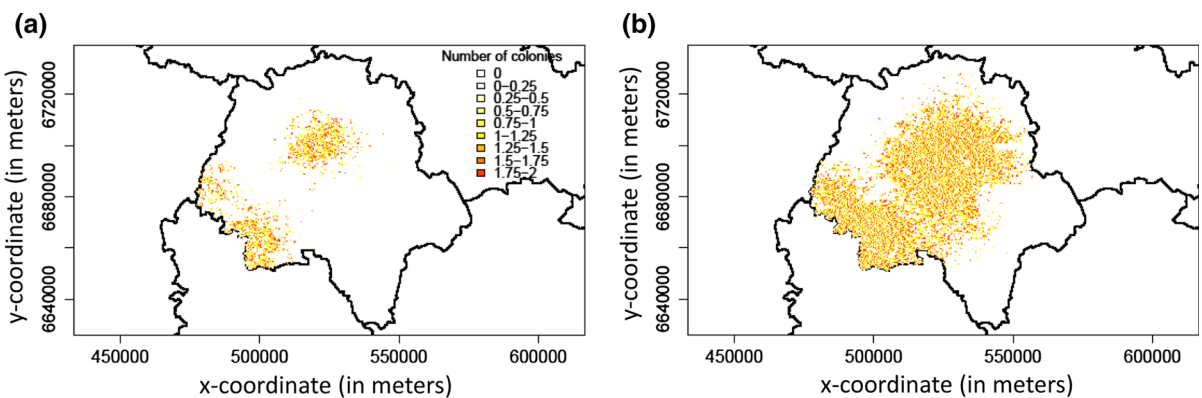 (a)
Number of colonies
0
0−0.25
0.25−0.5
0.5−0.75
0.75−1
1−1.25
1.25−1.5
1.5−1.75
1.75−2
y-coordinate (in meters)
6720000
6680000
6640000
450000 500000 550000 600000
x-coordinate (in meters)
(b)
y-coordinate (in meters)
6720000
6680000
6640000
450000 500000 550000 600000
x-coordinate (in meters)